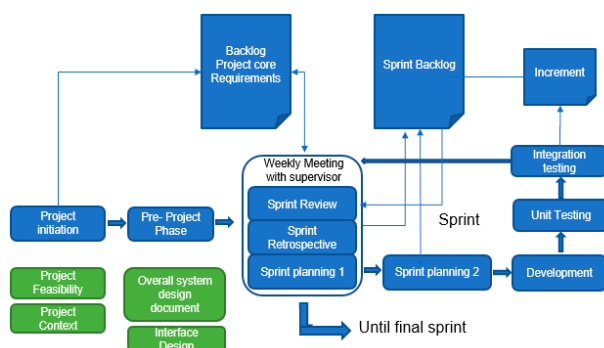 Backlog
Project core
Requirements
Sprint Backlog
Increment
Weekly Meeting
with supervisor
Integration
testing
Sprint Review
Project
initiation
Pre- Project
Phase
Sprint
Retrospective
Sprint
Unit Testing
Sprint planning 1
Sprint planning 2
Development
Project
Feasibility
Overall system
design
document
Project
Context
Interface
Design
Until final sprint